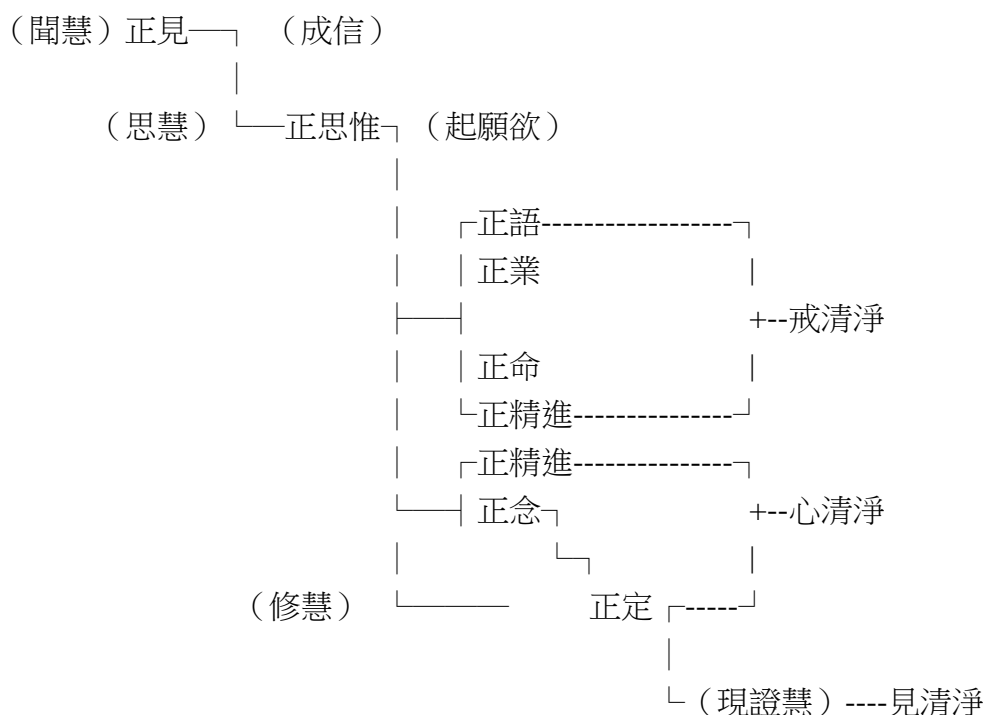 （聞慧）正見 （成信）
（思慧） 正思惟 （起願欲）
正語
正業
戒清淨
正命
正精進
正精進
正念 心清淨
（修慧） 正定
（現證慧）----見清淨